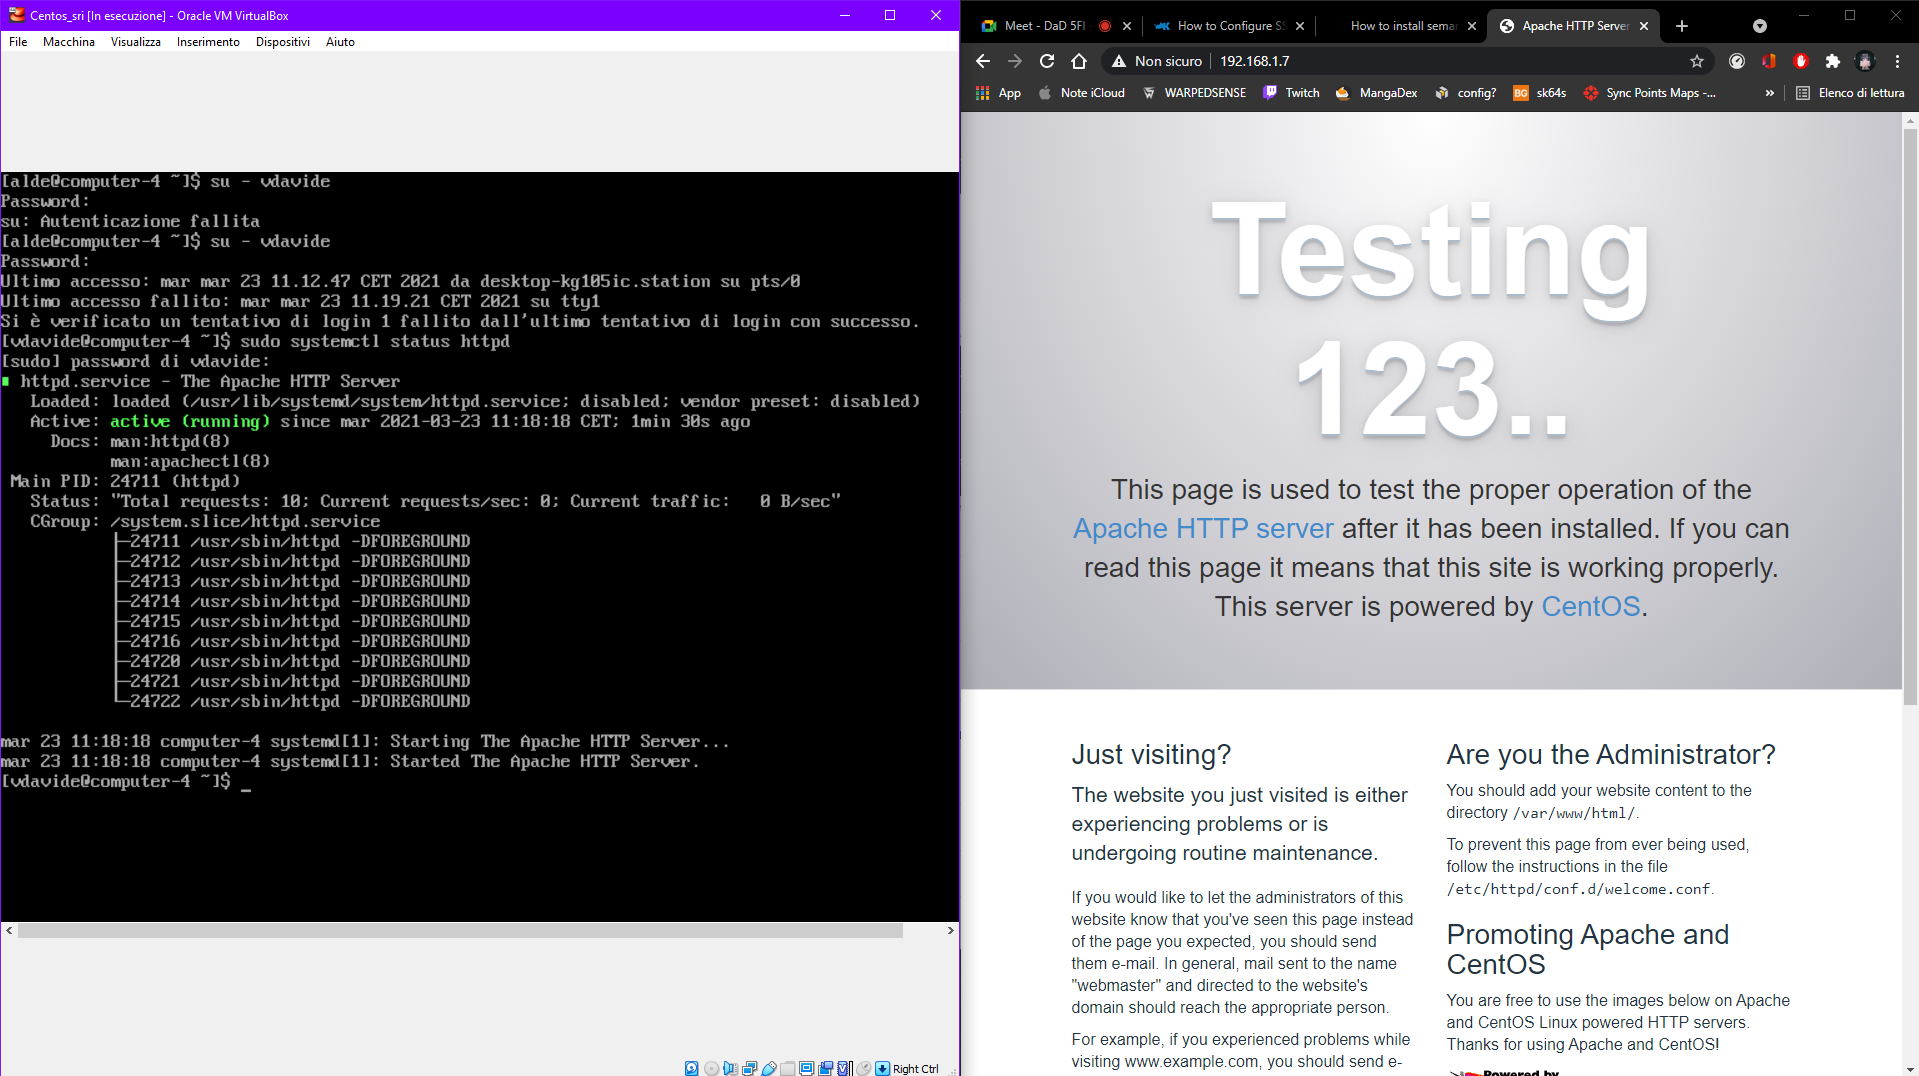 Centos_sri [In esecuzione] - Oracle VM VirtualBox
File Macchina Visualizza Inserimento Dispositivi Aiuto
[alde@computer-4 ~]$ su - vdavide
Password:
su: Autenticazione fallita
[alde@computer-4 ~]$ su - vdavide
Password:
Ultimo accesso: mar mar 23 11.12.47 CET 2021 da desktop-kg105ic.station su pts/0
Ultimo accesso fallito: mar mar 23 11.19.21 CET 2021 su tty1
Si è verificato un tentativo di login 1 fallito dall'ultimo tentativo di login con successo.
[vdavide@computer-4 ~]$ sudo systemctl status httpd
[sudo] password di vdavide:
httpd.service - The Apache HTTP Server
Loaded: loaded (/usr/lib/systemd/system/httpd.service; disabled; vendor preset: disabled)
Active: active (running) since mar 2021-03-23 11:18:18 CET; 1min 30s ago
Docs: man:httpd(8)
man:apachectl(8)
Main PID: 24711 (httpd)
Status: "Total requests: 10; Current requests/sec: 0; Current traffic:   0 B/sec"
CGroup: /system.slice/httpd.service
├─24711 /usr/sbin/httpd -DFOREGROUND
├─24712 /usr/sbin/httpd -DFOREGROUND
├─24713 /usr/sbin/httpd -DFOREGROUND
├─24714 /usr/sbin/httpd -DFOREGROUND
├─24715 /usr/sbin/httpd -DFOREGROUND
├─24716 /usr/sbin/httpd -DFOREGROUND
├─24720 /usr/sbin/httpd -DFOREGROUND
├─24721 /usr/sbin/httpd -DFOREGROUND
└─24722 /usr/sbin/httpd -DFOREGROUND
mar 23 11:18:18 computer-4 systemd[1]: Starting The Apache HTTP Server...
mar 23 11:18:18 computer-4 systemd[1]: Started The Apache HTTP Server.
[vdavide@computer-4 ~]$ _
Right Ctrl
Meet - DaD 5FI How to Configure SS How to install seman Apache HTTP Server
Non sicuro 192.168.1.7
App Note iCloud WARPEDSENSE Twitch MangaDex config? BG sk64s Sync Points Maps -... » Elenco di lettura
Testing
123..
This page is used to test the proper operation of the
Apache HTTP server after it has been installed. If you can
read this page it means that this site is working properly.
This server is powered by CentOS.
Just visiting?
The website you just visited is either
experiencing problems or is
undergoing routine maintenance.
If you would like to let the administrators of this
website know that you've seen this page instead
of the page you expected, you should send
them e-mail. In general, mail sent to the name
"webmaster" and directed to the website's
domain should reach the appropriate person.
For example, if you experienced problems while
visiting www.example.com, you should send e-
Are you the Administrator?
You should add your website content to the
directory /var/www/html/.
To prevent this page from ever being used,
follow the instructions in the file
/etc/httpd/conf.d/welcome.conf.
Promoting Apache and
CentOS
You are free to use the images below on Apache
and CentOS Linux powered HTTP servers.
Thanks for using Apache and CentOS!
Powered by